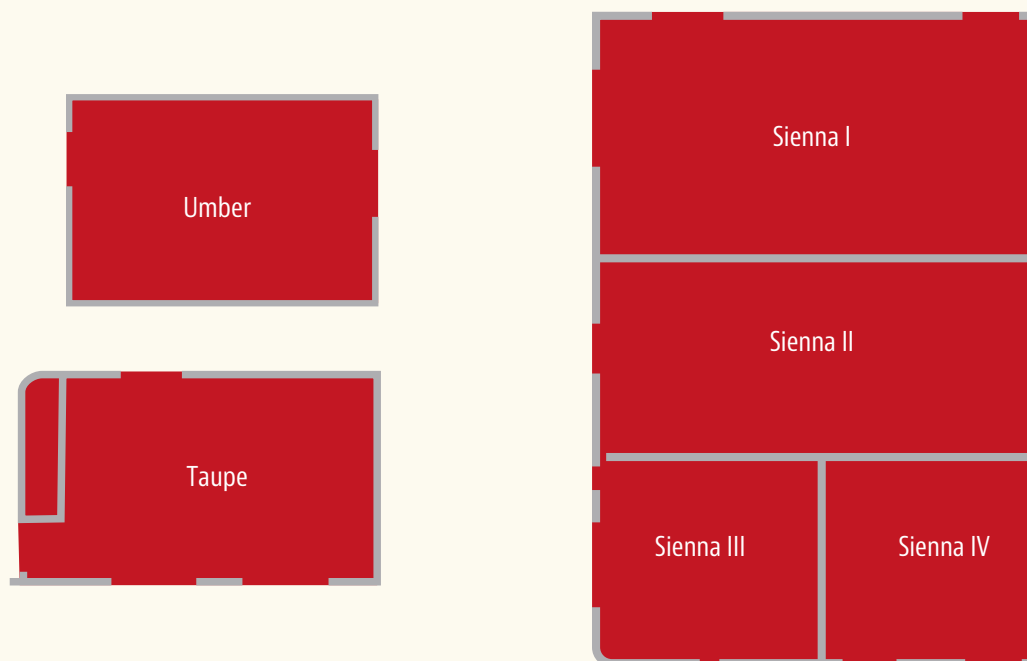 Sienna I
Umber
Sienna II
Taupe
Sienna III
Sienna IV